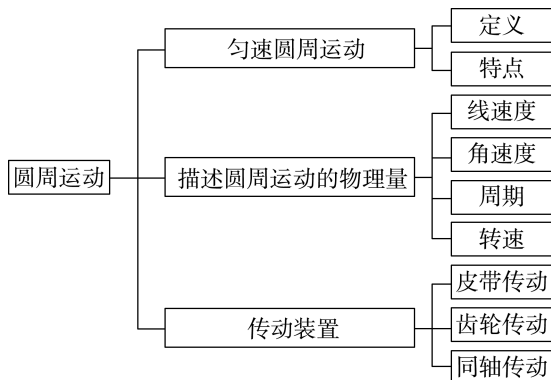 圆周运动
匀速圆周运动
定义
特点
描述圆周运动的物理量
线速度
角速度
周期
转速
传动装置
皮带传动
齿轮传动
同轴传动